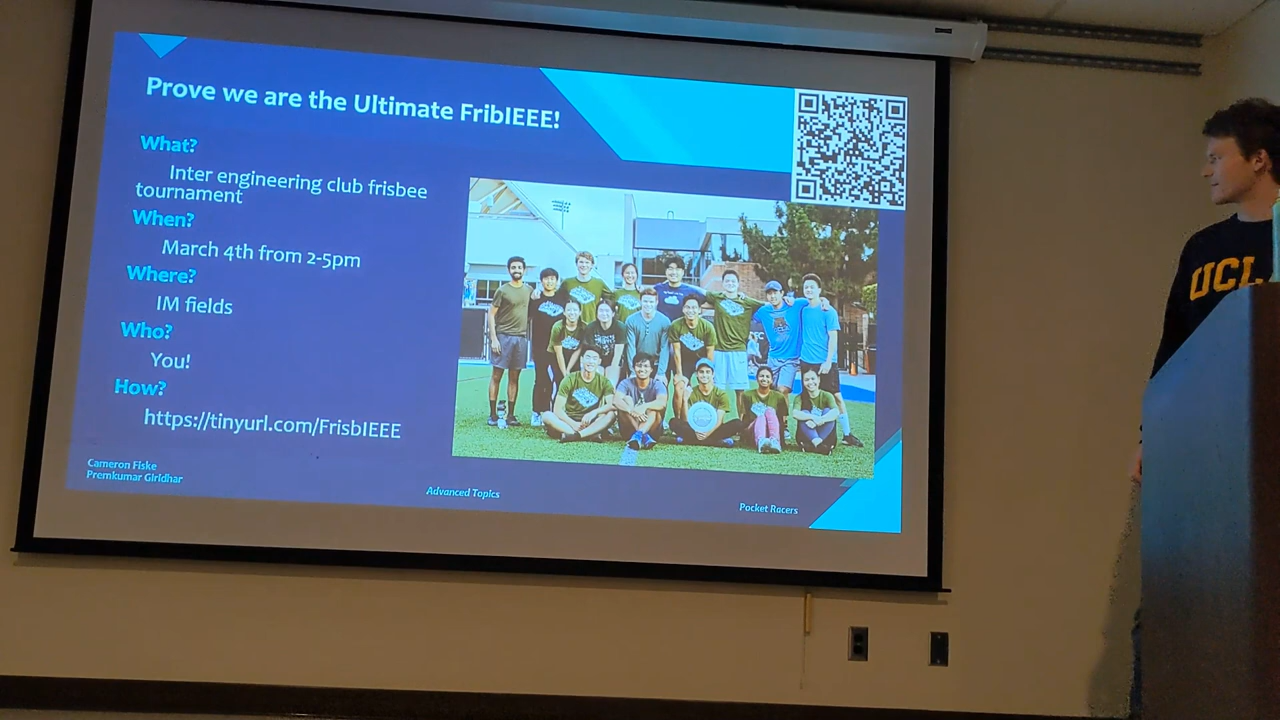 Prove we are the Ultimate FribIEEE!
What?
Inter engineering club frisbee
tournament
When?
March 4th from 2-5pm
Where?
IM fields
Who?
You!
How?
https://tinyurl.com/FrisbIEEE
Cameron Fiske
Premkumar Giridhar
Advanced Topics
Pocket Racers
UCL